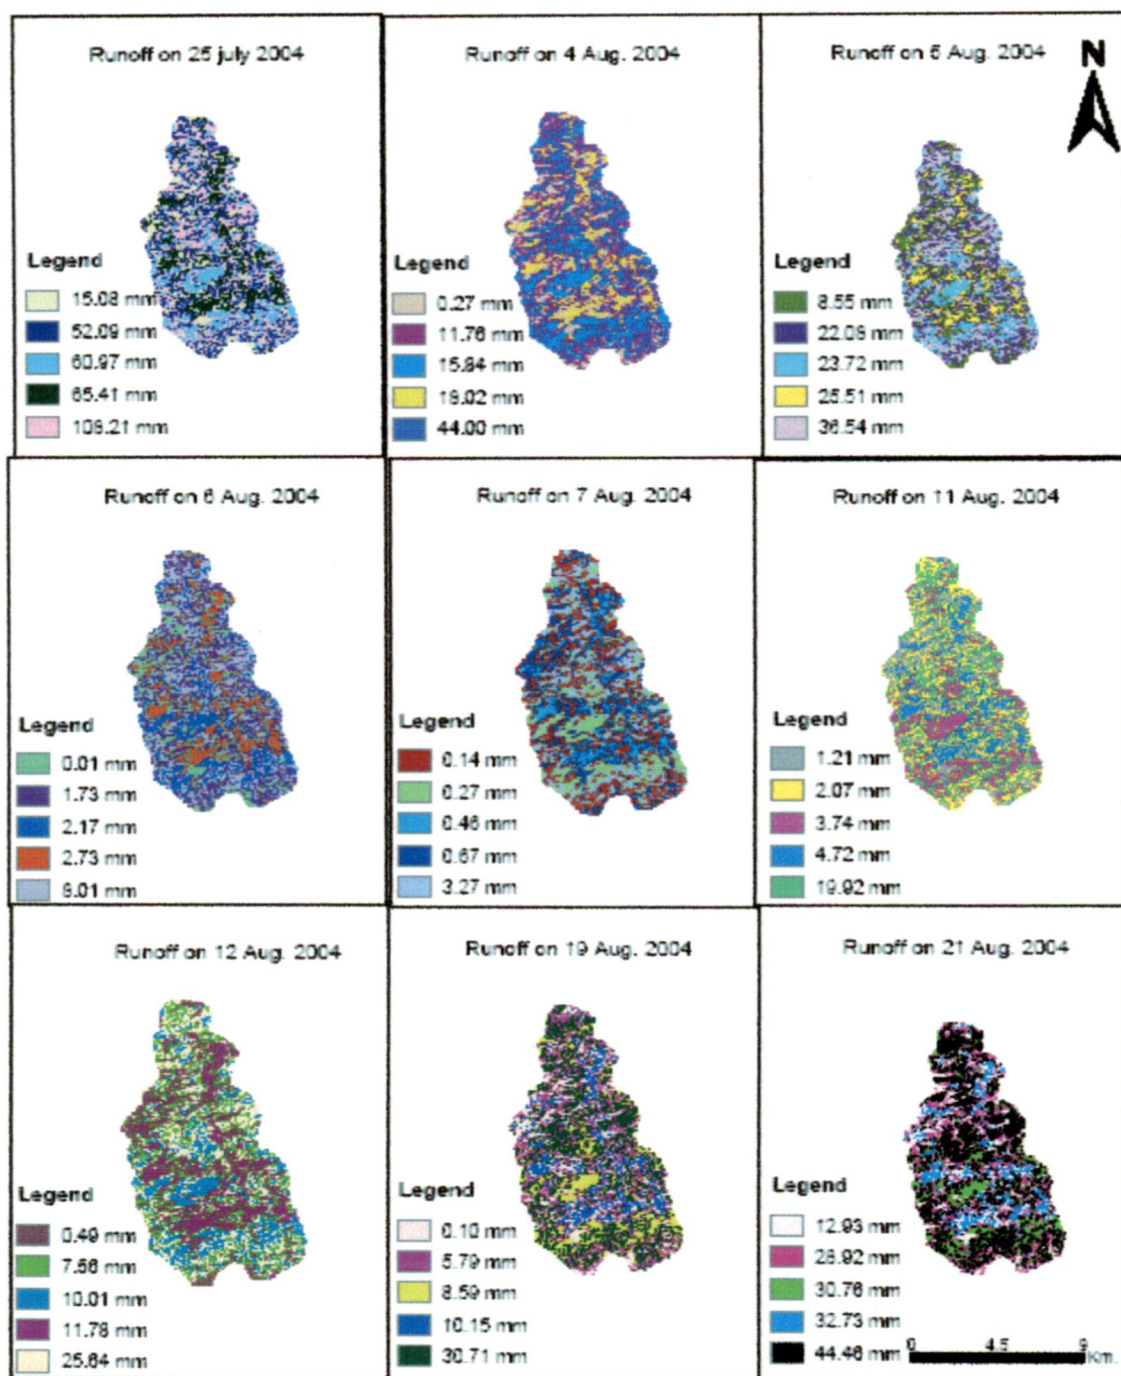 Runoff on 25 july 2004
Legend
15.08 mm
52.09 mm
60.97 mm
65.41 mm
108.21 mm
Runoff on 4 Aug. 2004
Legend
0.27 mm
11.76 mm
15.84 mm
18.02 mm
44.00 mm
Runoff on 5 Aug. 2004
N
Legend
8.55 mm
22.08 mm
23.72 mm
25.51 mm
36.54 mm
Runoff on 6 Aug. 2004
Legend
0.01 mm
1.73 mm
2.17 mm
2.73 mm
Runoff on 7 Aug. 2004
Legend
0.14 mm
0.27 mm
0.46 mm
0.67 mm
3.27 mm
Runoff on 11 Aug. 2004
Legend
1.21 mm
2.07 mm
3.74 mm
4.72 mm
19.92 mm
Runoff on 12 Aug. 2004
Legend
0.49 mm
7.56 mm
10.01 mm
11.78 mm
25.64 mm
Runoff on 19 Aug. 2004
Legend
0.10 mm
5.79 mm
8.59 mm
10.15 mm
30.71 mm
Runoff on 21 Aug. 2004
Legend
12.93 mm
28.92 mm
30.76 mm
32.73 mm
44.46 mm
0 4.5 9
Km.